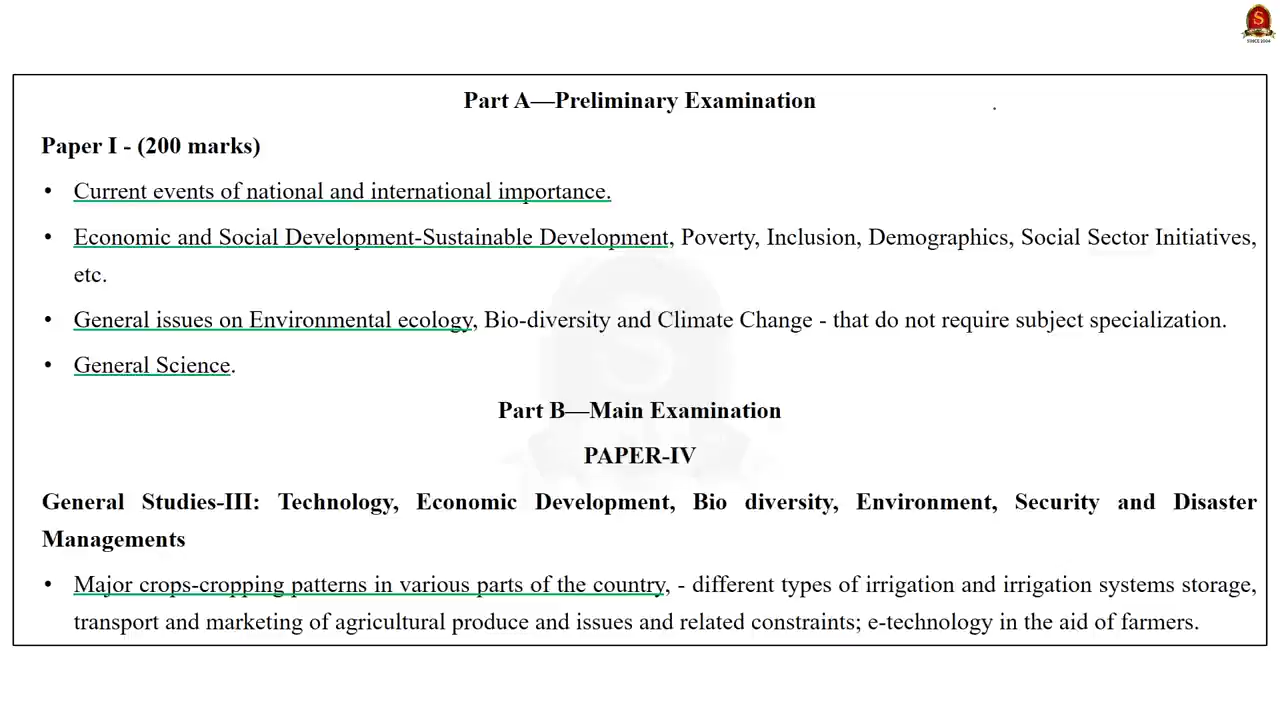 S
SINCE 2004
Part A—Preliminary Examination
Paper I - (200 marks)
• Current events of national and international importance.
• Economic and Social Development-Sustainable Development, Poverty, Inclusion, Demographics, Social Sector Initiatives,
etc.
• General issues on Environmental ecology, Bio-diversity and Climate Change - that do not require subject specialization.
• General Science.
Part B—Main Examination
PAPER-IV
General Studies-III: Technology, Economic Development, Bio diversity, Environment, Security and Disaster
Managements
• Major crops-cropping patterns in various parts of the country, - different types of irrigation and irrigation systems storage,
transport and marketing of agricultural produce and issues and related constraints; e-technology in the aid of farmers.